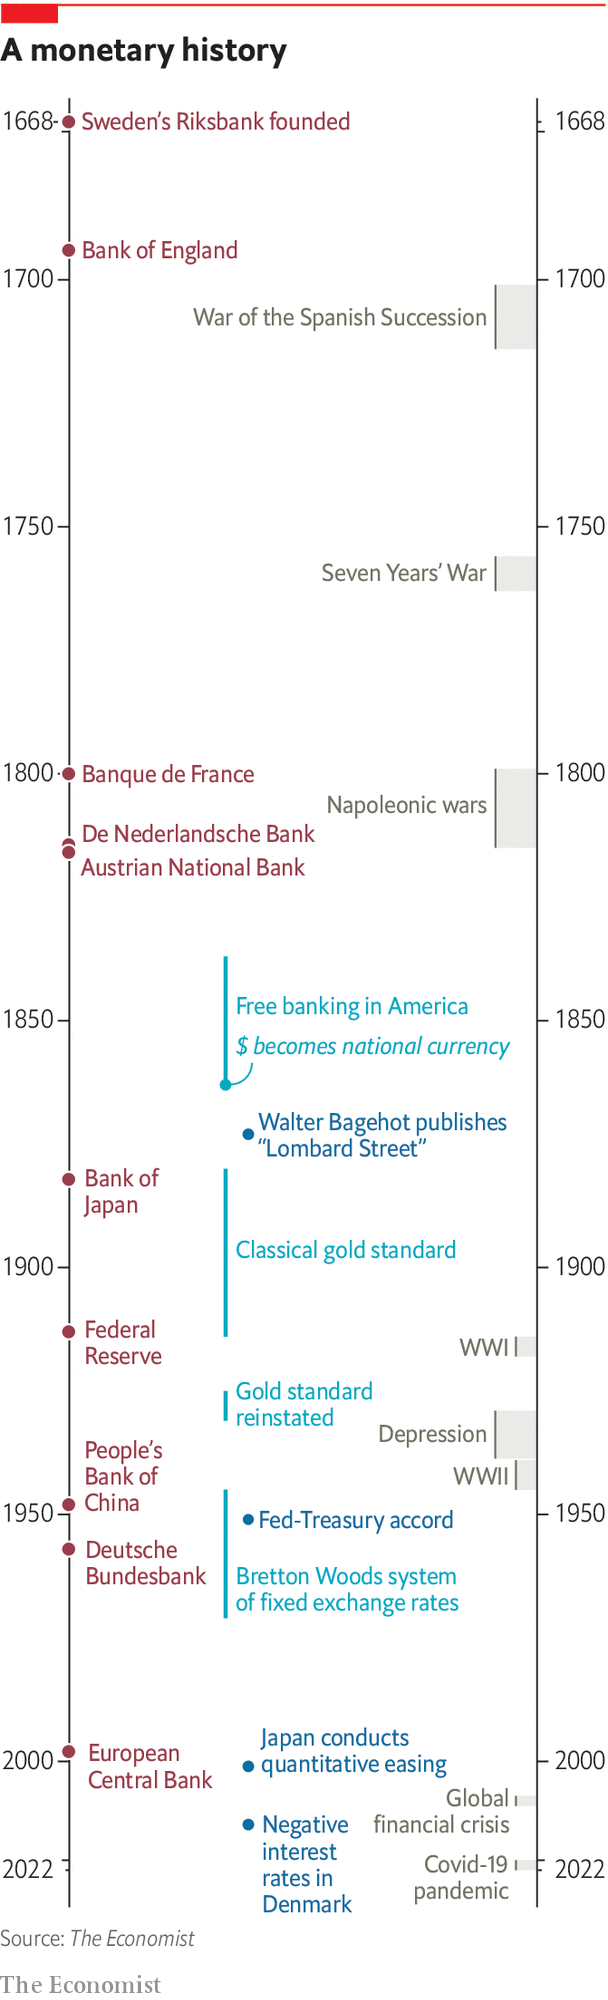 A monetary history
1668
Sweden’s Riksbank founded
1668
Bank of England
1700
1700
War of the Spanish Succession
1750
1750
Seven Years’ War
1800
Banque de France
1800
Napoleonic wars
De Nederlandsche Bank
Austrian National Bank
Free banking in America
1850
1850
$ becomes national currency
Walter Bagehot publishes
“Lombard Street”
Bank of
Japan
Classical gold standard
1900
1900
Federal
Reserve
WWI
Gold standard
reinstated
Depression
People’s
Bank of
China
WWII
1950
Fed-Treasury accord
1950
Deutsche
Bundesbank
Bretton Woods system
of fixed exchange rates
Japan conducts
quantitative easing
European
Central Bank
2000
2000
Global
financial crisis
Negative
interest
rates in
Denmark
Covid-19
pandemic
2022
2022
Source: The Economist
The Economist